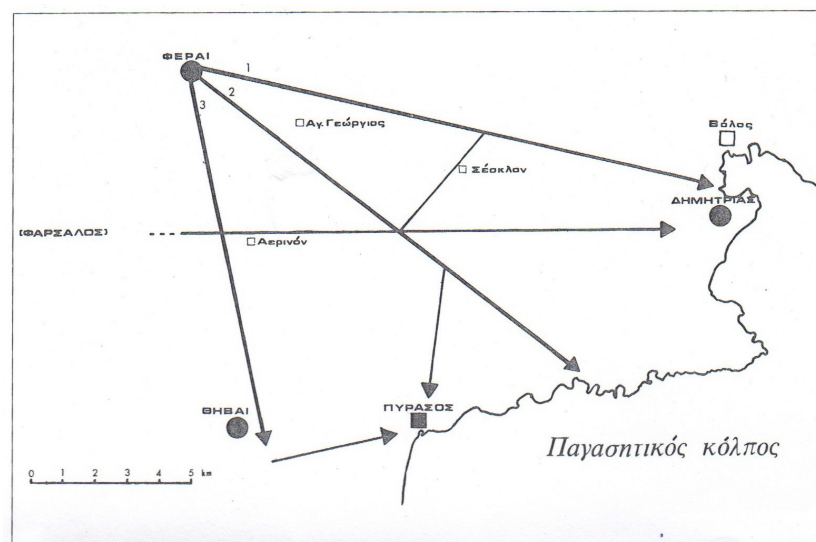 ΦΕΡΑΙ
1
2
3
Αγ. Γεώργιος
Βόλος
Σέσκλον
ΔΗΜΗΤΡΙΑΣ
(ΦΑΡΣΑΛΟΣ)
Αερινόν
ΘΗΒΑΙ
ΠΥΡΑΣΟΣ
Παγασητικός κόλπος
0 1 2 3 4 5 km